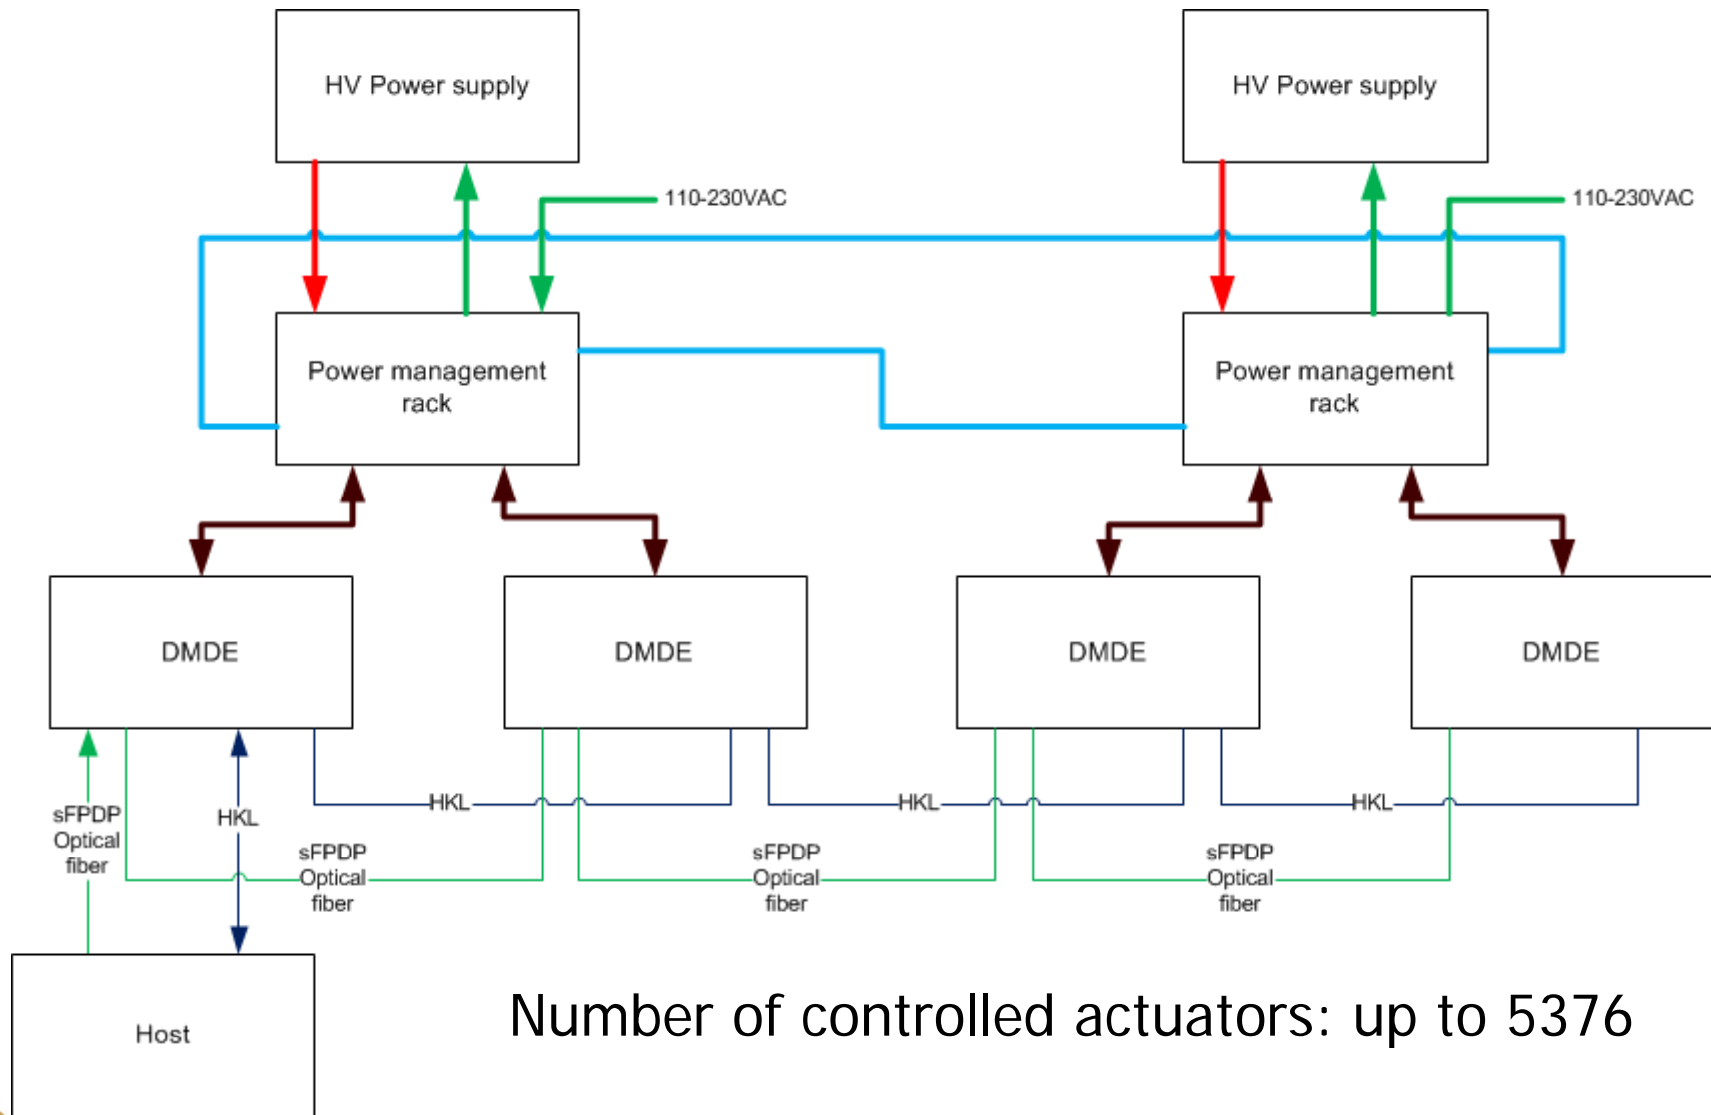 HV Power supply
HV Power supply
110-230VAC
110-230VAC
Power management
rack
Power management
rack
DMDE
DMDE
DMDE
DMDE
sFPDP
Optical
fiber
HKL
HKL
HKL
HKL
sFPDP
Optical
fiber
sFPDP
Optical
fiber
sFPDP
Optical
fiber
Host
Number of controlled actuators: up to 5376